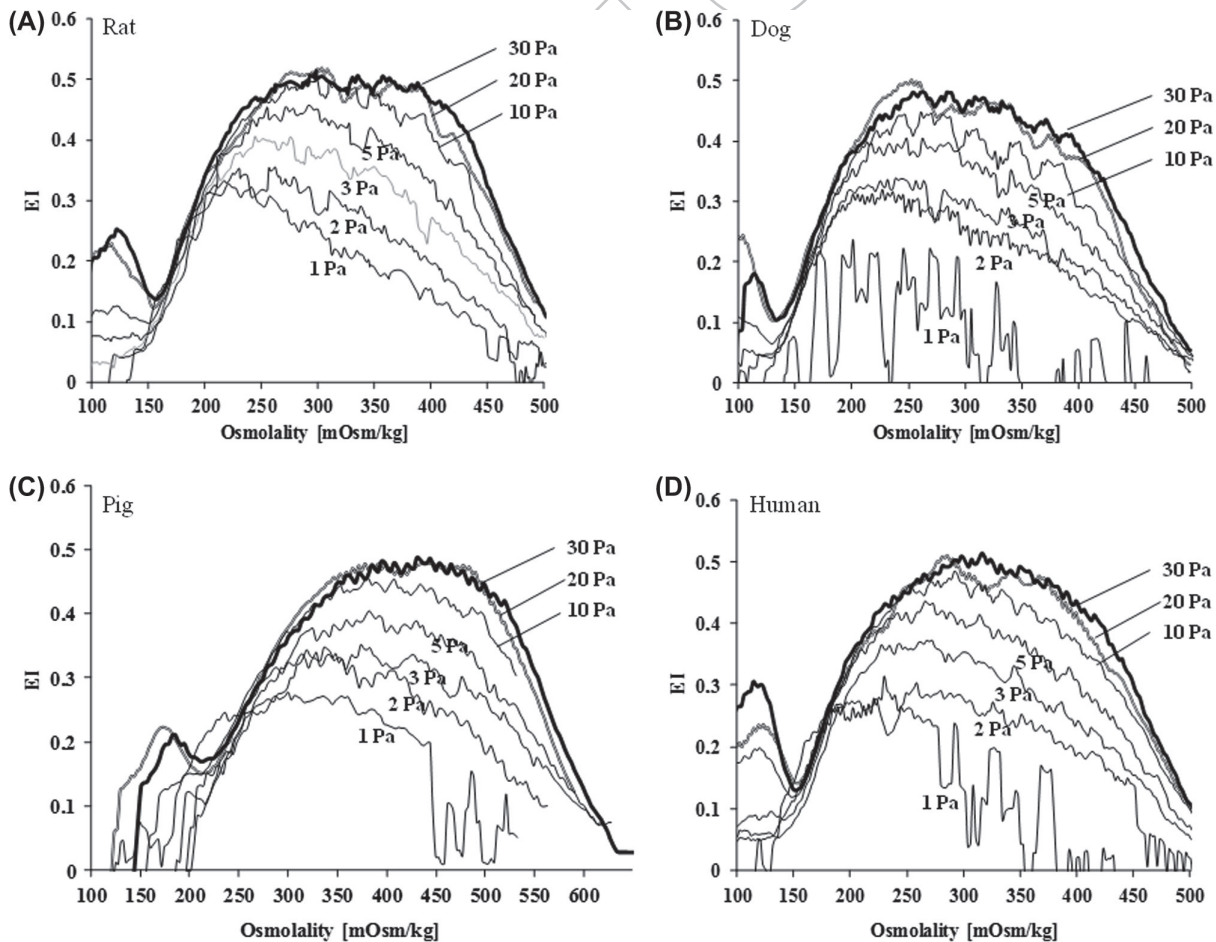 (A) Rat
0.6
0.5
0.4
0.3
0.2
0.1
0
EI
30 Pa
20 Pa
10 Pa
5 Pa
3 Pa
2 Pa
1 Pa
100 150 200 250 300 350 400 450 500
Osmolality [mOsm/kg]
(B) Dog
0.6
0.5
0.4
0.3
0.2
0.1
0
EI
30 Pa
20 Pa
10 Pa
5 Pa
3 Pa
2 Pa
1 Pa
100 150 200 250 300 350 400 450 500
Osmolality [mOsm/kg]
(C) Pig
0.6
0.5
0.4
0.3
0.2
0.1
0
EI
30 Pa
20 Pa
10 Pa
5 Pa
3 Pa
2 Pa
1 Pa
100 150 200 250 300 350 400 450 500 600
Osmolality [mOsm/kg]
(D) Human
0.6
0.5
0.4
0.3
0.2
0.1
0
EI
30 Pa
20 Pa
10 Pa
5 Pa
3 Pa
2 Pa
1 Pa
100 150 200 250 300 350 400 450 500
Osmolality [mOsm/kg]